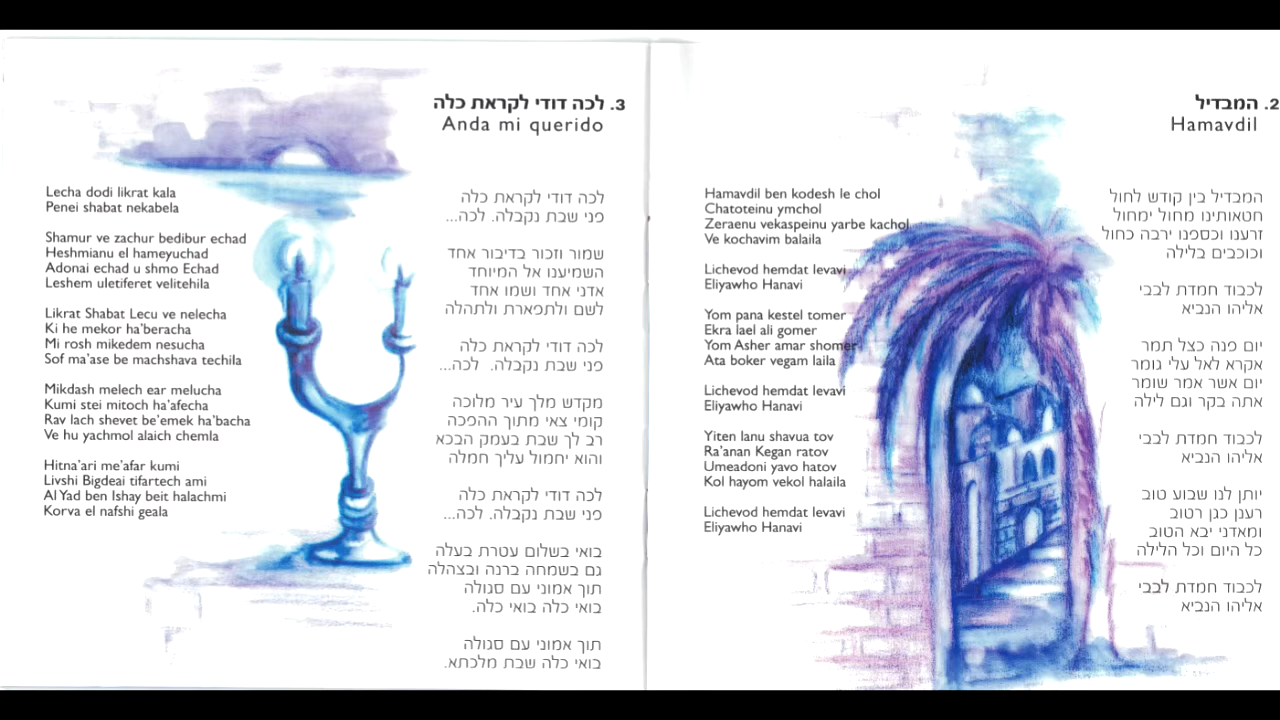 2. המבדיל
Hamavdil
Hamavdil ben kodesh le chol
Chatoteinu ymchol
Zeraenu vekaspeinu yarbe kachol
Ve kochavim balaila
Lichevod hemdat levavi
Eliyawho Hanavi
Yom pana kestel tomer
Ekra lael ali gomer
Yom Asher amar shomer
Ata boker vegam laila
Lichevod hemdat levavi
Eliyawho Hanavi
Yiten lanu shavua tov
Ra'anan Kegan ratov
Umeadoni yavo hatov
Kol hayom vekol halaila
Lichevod hemdat levavi
Eliyawho Hanavi
המבדיל בין קודש לחול
חטאותינו מחול ימחול
זרענו וכספנו ירבה כחול
וכוכבים בלילה
לכבוד חמדת לבבי
אליהו הנביא
יום פנה כצל תמר
אקרא לאל עלי גומר
יום אשר אמר שומר
אתה בקר וגם לילה
לכבוד חמדת לבבי
אליהו הנביא
יותן לנו שבוע טוב
רענן כגן רטוב
ומאדני יבא הטוב
כל היום וכל הלילה
לכבוד חמדת לבבי
אליהו הנביא
3. לכה דודי לקראת כלה
Anda mi querido
Lecha dodi likrat kala
Penei shabat nekabela
Shamur ve zachur bedibur echad
Heshmianu el hameyuchad
Adonai echad u shmo Echad
Leshem uletiferet velitehila
Likrat Shabat Lecu ve nelecha
Ki he mekor ha'beracha
Mi rosh mikedem nesucha
Sof ma'ase be machshava techila
Mikdash melech ear melucha
Kumi stei mitoch ha'afecha
Rav lach shevet be'emek ha'bacha
Ve hu yachmol alaich chemla
Hitna'ari me'afar kumi
Livshi Bigdeai tifartech ami
Al Yad ben Ishay beit halachmi
Korva el nafshi geala
לכה דודי לקראת כלה
פני שבת נקבלה. לכה...
שמור וזכור בדיבור אחד
השמיענו אל המיוחד
אדני אחד ושמו אחד
לשם ולתפארת ולתהלה
לכה דודי לקראת כלה
פני שבת נקבלה. לכה...
מקדש מלך עיר מלוכה
קומי צאי מתוך ההפכה
רב לך שבת בעמק הבכא
והוא יחמול עליך חמלה
לכה דודי לקראת כלה
פני שבת נקבלה. לכה...
בואי בשלום עטרת בעלה
גם בשמחה ברנה ובצהלה
תוך אמוני עם סגולה
בואי כלה בואי כלה.
תוך אמוני עם סגולה
בואי כלה שבת מלכתא.